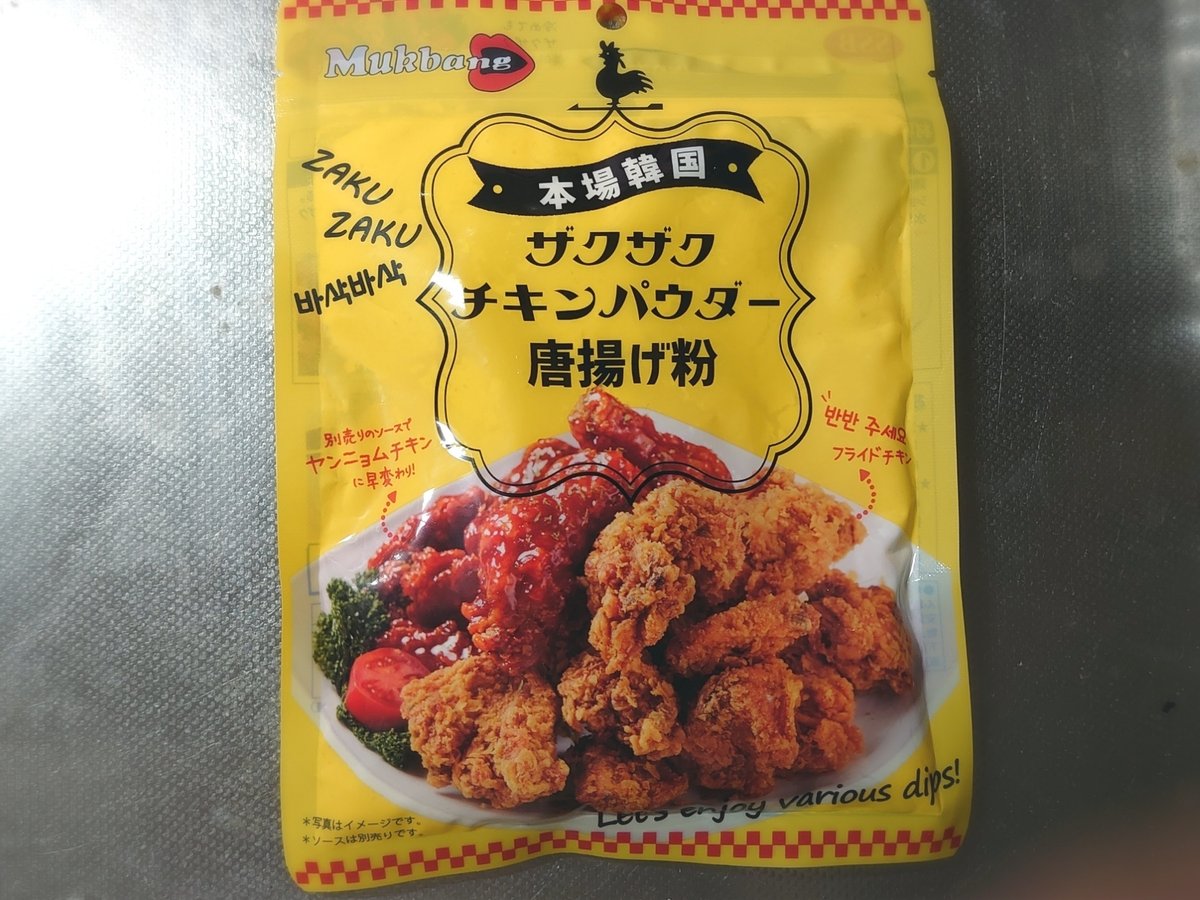 Mukbang
本場韓国
ZAKU
ZAKU
바삭바삭
ザクザク
チキンパウダー
唐揚げ粉
別売りのソースで
ヤンニョムチキン
に早変わり!
반반 주세요
フライドチキン
Let's enjoy various dips!
*写真はイメージです。
*ソースは別売りです。